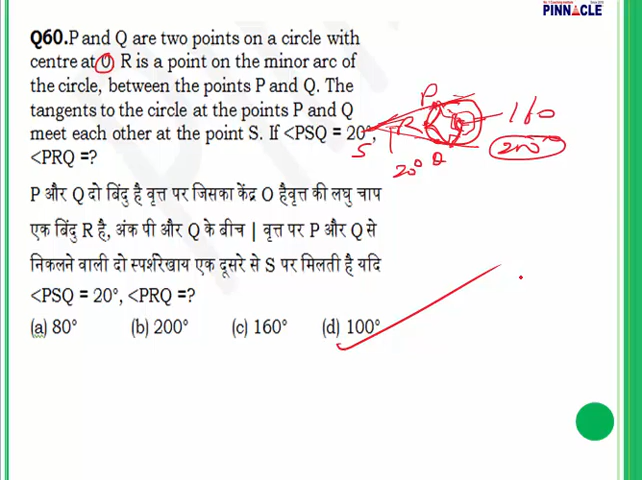 PINNACLE
Q60.P and Q are two points on a circle with
centre at O. R is a point on the minor arc of
the circle, between the points P and Q. The
tangents to the circle at the points P and Q
meet each other at the point S. If <PSQ = 20°,
<PRQ =?
P
R
S
Q
20°
160
200°
P और Q दो बिंदु है वृत्त पर जिसका केंद्र O हैवृत्त की लघु चाप
एक बिंदु R है, अंक पी और Q के बीच | वृत्त पर P और Q से
निकलने वाली दो स्पर्शरेखाय एक दूसरे से S पर मिलती है यदि
<PSQ = 20°, <PRQ =?
(a) 80° (b) 200° (c) 160° (d) 100°